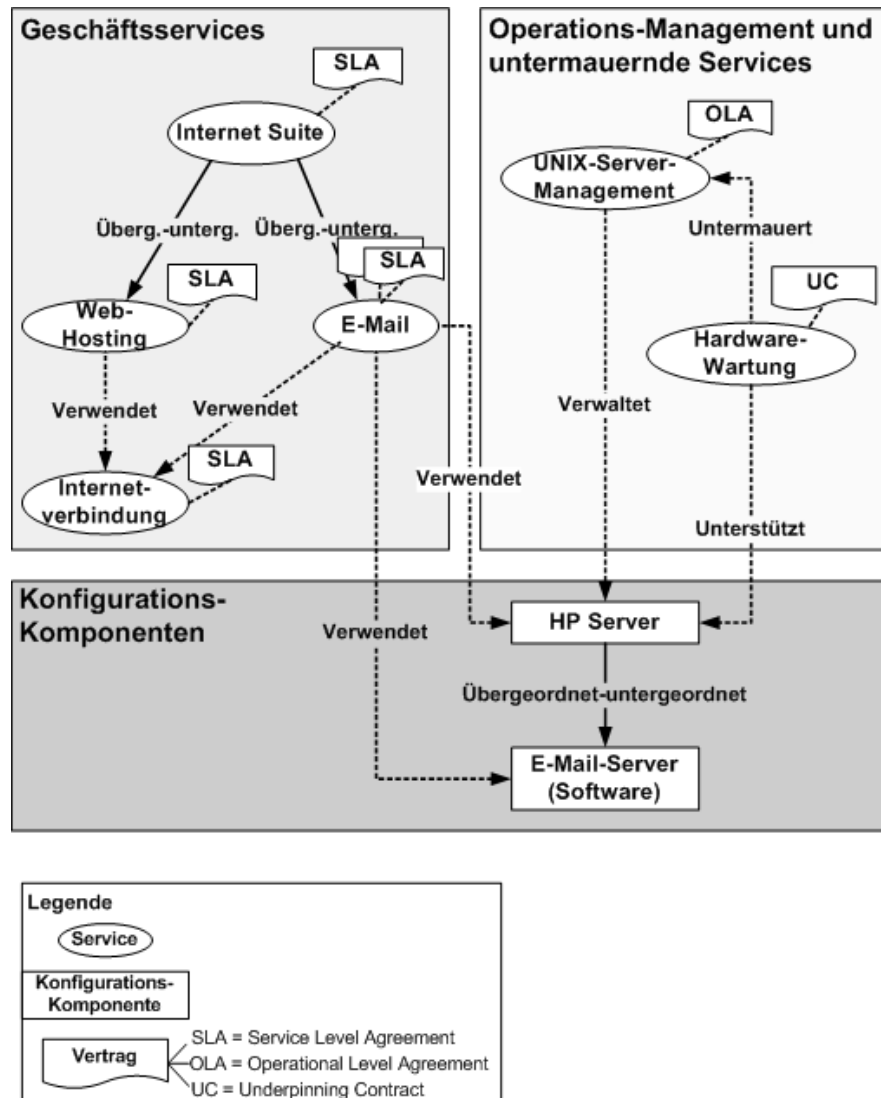 Geschäftsservices
SLA
Internet Suite
Überg.-unterg.
Überg.-unterg.
SLA
SLA
Web-
Hosting
E-Mail
Verwendet
Verwendet
SLA
Internet-
verbindung
Verwendet
Operations-Management und
untermauernde Services
OLA
UNIX-Server-
Management
Untermauert
UC
Hardware-
Wartung
Verwaltet
Unterstützt
Konfigurations-
Komponenten
Verwendet
HP Server
Übergeordnet-untergeordnet
E-Mail-Server
(Software)
Legende
Service
Konfigurations-
Komponente
Vertrag
SLA = Service Level Agreement
OLA = Operational Level Agreement
UC = Underpinning Contract